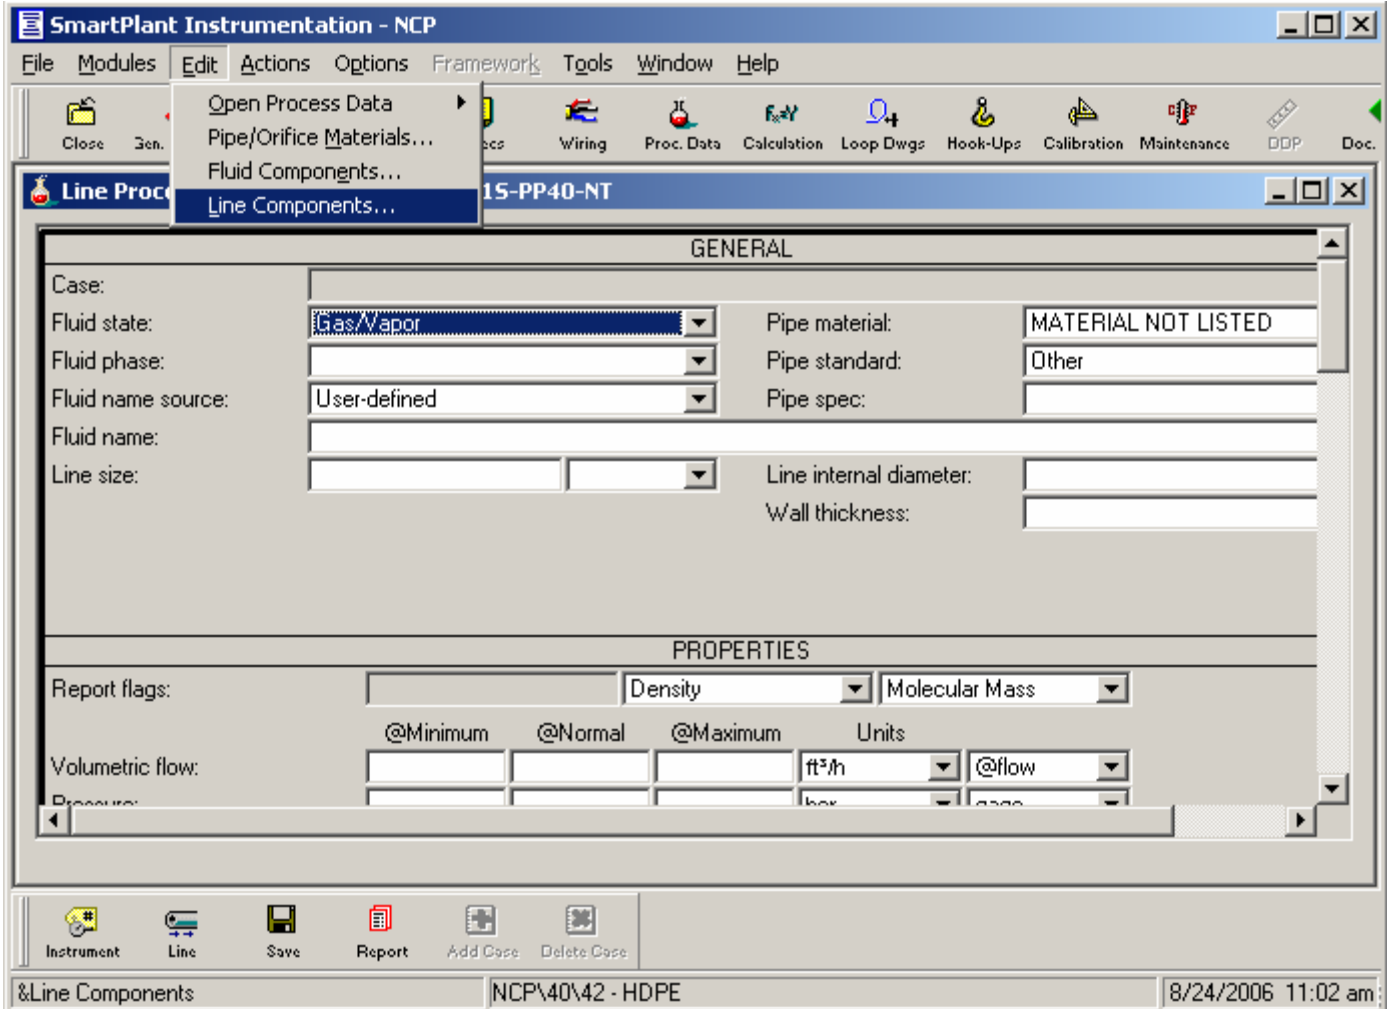 SmartPlant Instrumentation - NCP
File Modules Edit Actions Options Framework Tools Window Help
Open Process Data
Pipe/Orifice Materials...
Fluid Components...
Line Components...
Close Wiring Proc. Data Calculation Loop Dwgs Hook-Ups Calibration Maintenance DDP Doc.
Line Proc 1S-PP40-NT
GENERAL
Case:
Fluid state: Gas/Vapor Pipe material: MATERIAL NOT LISTED
Fluid phase: Pipe standard: Other
Fluid name source: User-defined Pipe spec:
Fluid name:
Line size: Line internal diameter:
Wall thickness:
PROPERTIES
Report flags: Density Molecular Mass
@Minimum @Normal @Maximum Units
Volumetric flow: ft³/h @flow
Pressure: bar gage
Instrument Line Save Report Add Case Delete Case
&Line Components NCP\40\42 - HDPE 8/24/2006 11:02 am